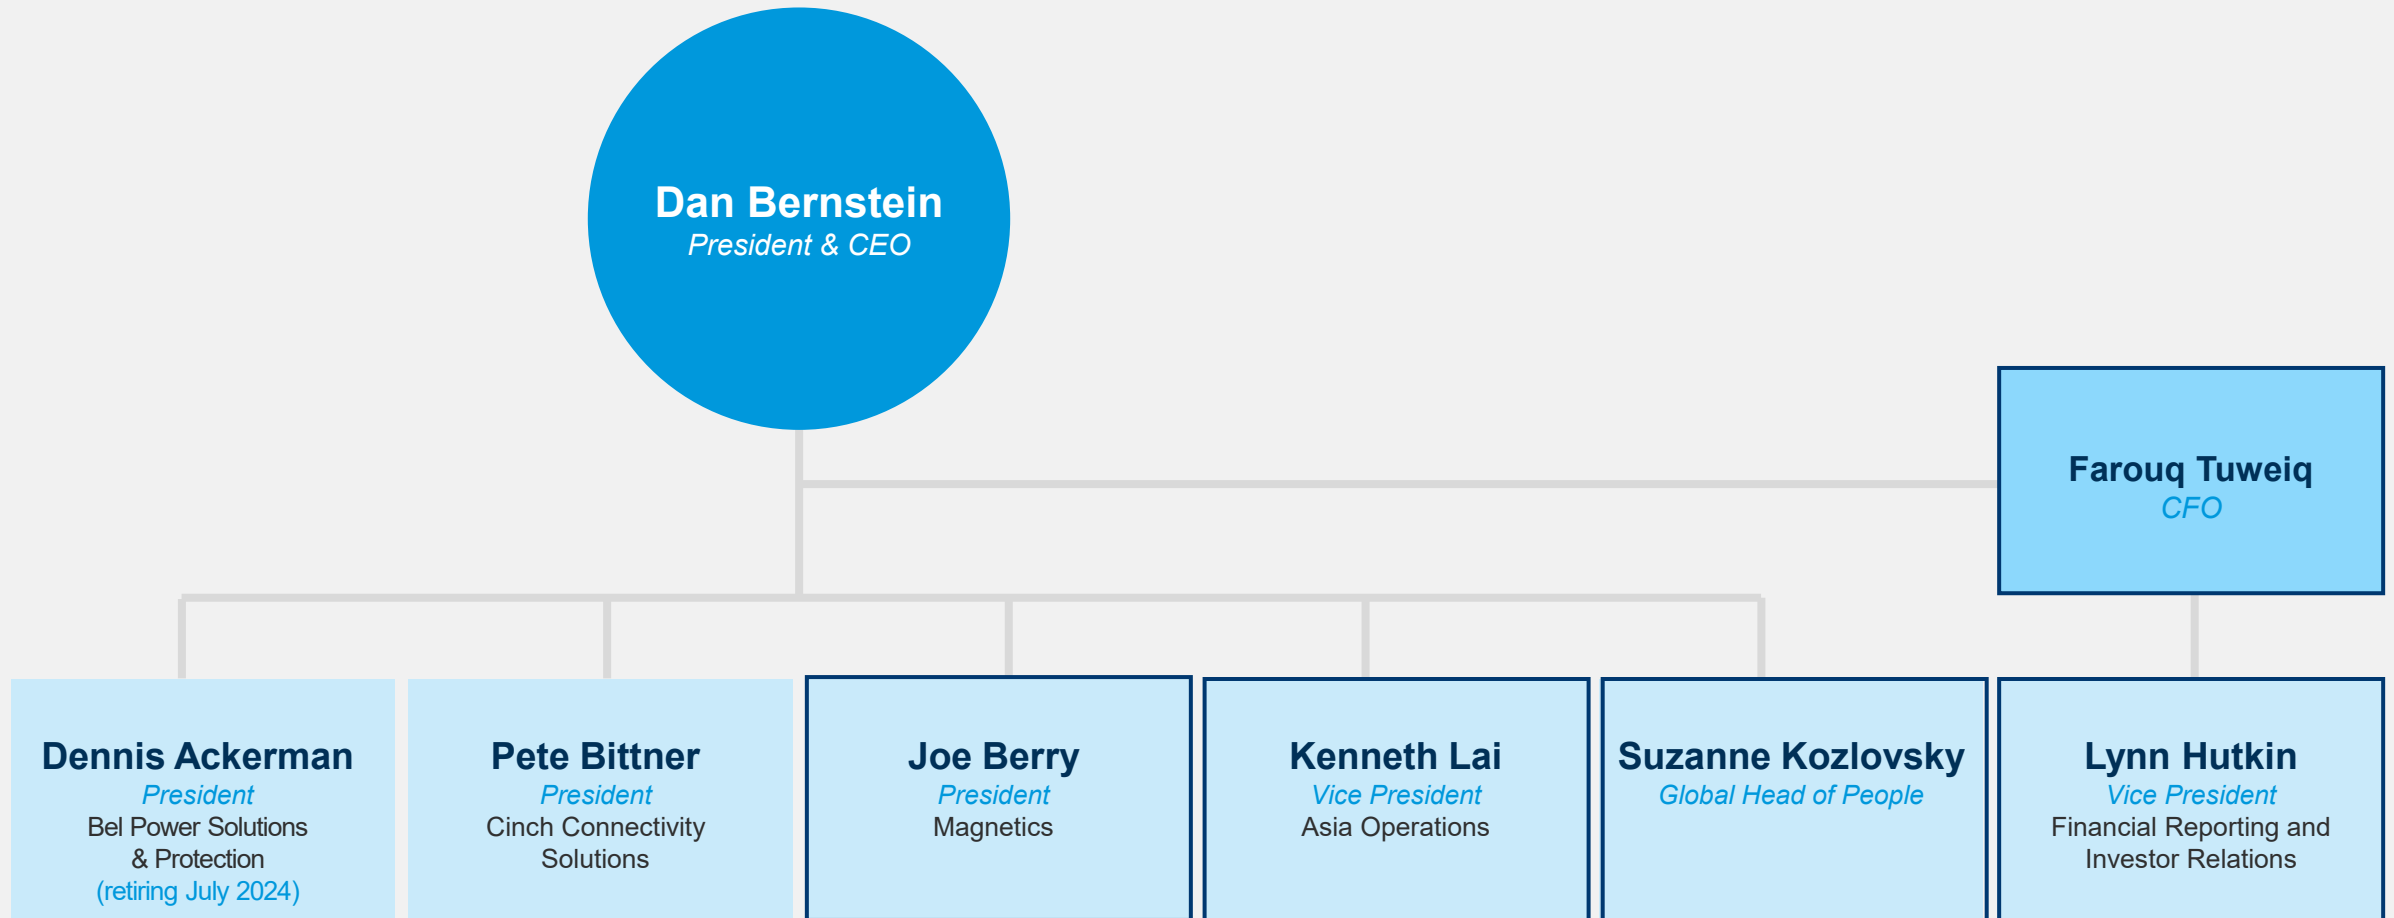 Dan Bernstein
President & CEO
Farouq Tuweiq
CFO
Dennis Ackerman
President
Bel Power Solutions
& Protection
(retiring July 2024)
Pete Bittner
President
Cinch Connectivity
Solutions
Joe Berry
President
Magnetics
Kenneth Lai
Vice President
Asia Operations
Suzanne Kozlovsky
Global Head of People
Lynn Hutkin
Vice President
Financial Reporting and
Investor Relations